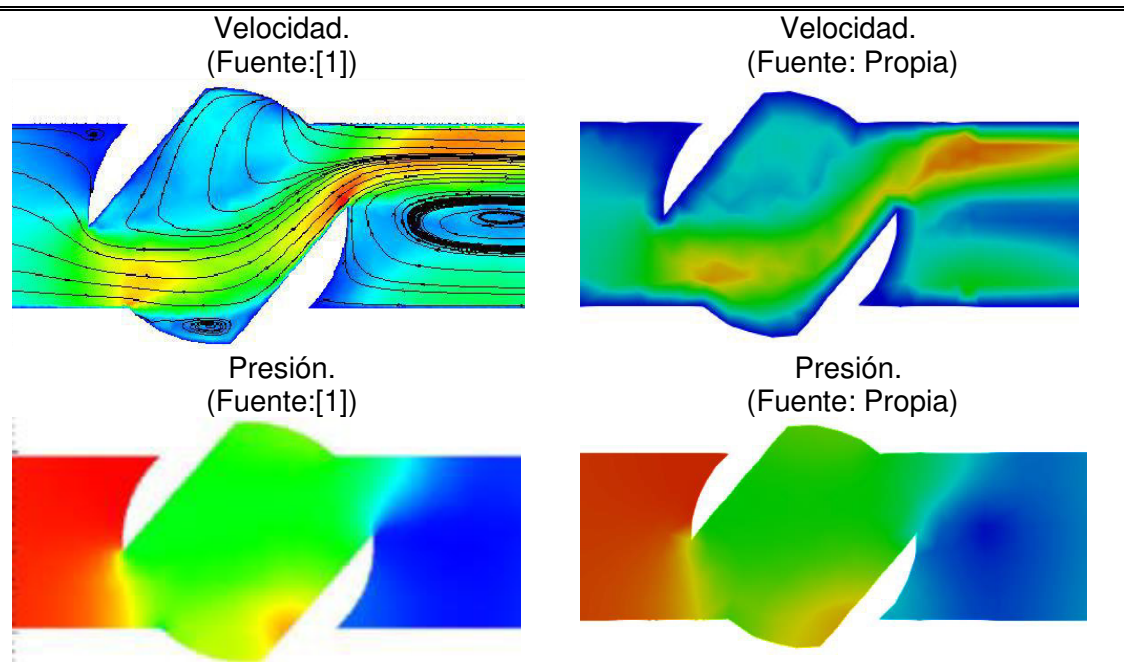 Velocidad.
(Fuente:[1])
Velocidad.
(Fuente: Propia)
Presión.
(Fuente:[1])
Presión.
(Fuente: Propia)